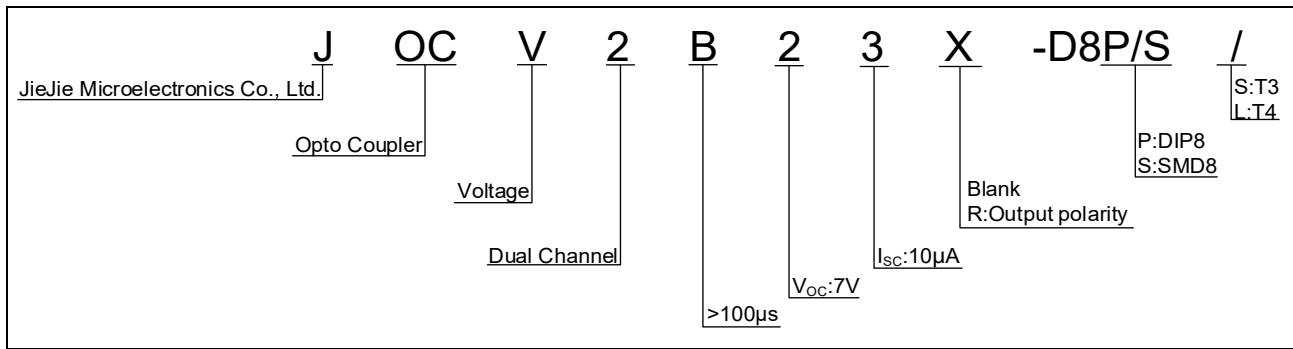 J OC V 2 B 2 3 X -D8P/S /
JieJie Microelectronics Co., Ltd.
S:T3
L:T4
Opto Coupler
P:DIP8
S:SMD8
Voltage
Blank
R:Output polarity
Dual Channel
ISC:10μA
VOC:7V
>100μs